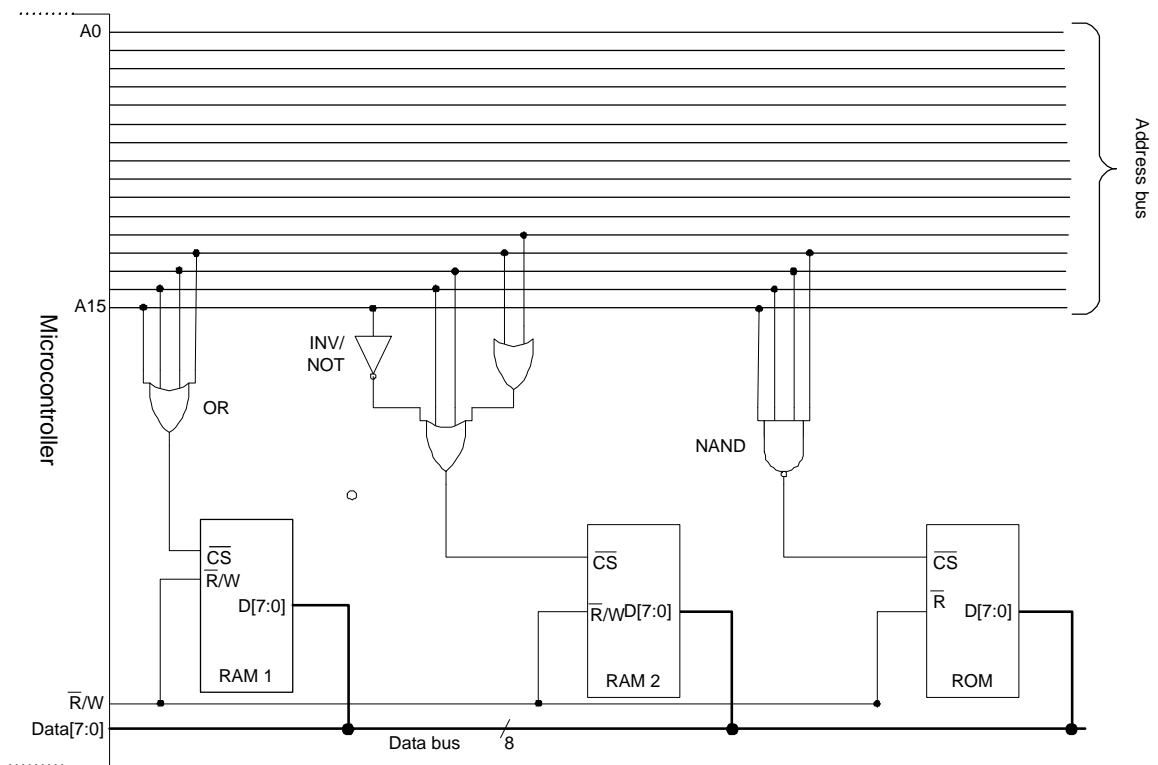 A0
Address bus
A15
Microcontroller
INV/
NOT
OR
NAND
CS
R/W
D[7:0]
RAM 1
CS
R/W
D[7:0]
RAM 2
CS
R
D[7:0]
ROM
R/W
Data[7:0]
Data bus
8